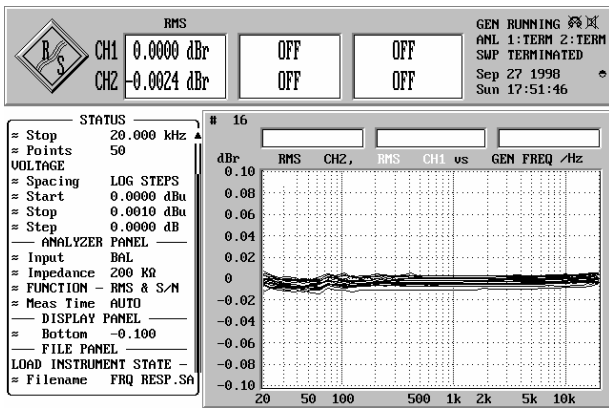 RMS
R S
CH1 0.0000 dBr OFF OFF
CH2 -0.0024 dBr OFF OFF
GEN RUNNING
ANL 1:TERM 2:TERM
SWP TERMINATED
Sep 27 1998
Sun 17:51:46
STATUS
≈ Stop 20.000 kHz
≈ Points 50
VOLTAGE
≈ Spacing LOG STEPS
≈ Start 0.0000 dBu
≈ Stop 0.0010 dBu
≈ Step 0.0000 dB
ANALYZER PANEL
≈ Input BAL
≈ Impedance 200 KΩ
≈ FUNCTION - RMS & S/N
≈ Meas Time AUTO
DISPLAY PANEL
≈ Bottom -0.100
FILE PANEL
LOAD INSTRUMENT STATE -
≈ Filename FRQ RESP.SA
# 16
dBr RMS CH2, RMS CH1 vs GEN FREQ /Hz
0.10
0.08
0.06
0.04
0.02
0
-0.02
-0.04
-0.06
-0.08
-0.10
20 50 100 500 1k 2k 5k 10k